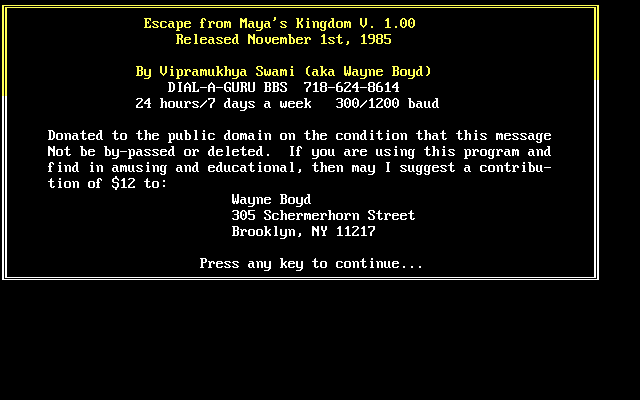 Escape from Maya's Kingdom V. 1.00
Released November 1st, 1985
By Vipramukhya Swami (aka Wayne Boyd)
DIAL-A-GURU BBS  718-624-8614
24 hours/7 days a week   300/1200 baud
Donated to the public domain on the condition that this message
Not be by-passed or deleted.  If you are using this program and
find in amusing and educational, then may I suggest a contribu-
tion of $12 to:
Wayne Boyd
305 Schermerhorn Street
Brooklyn, NY 11217
Press any key to continue...